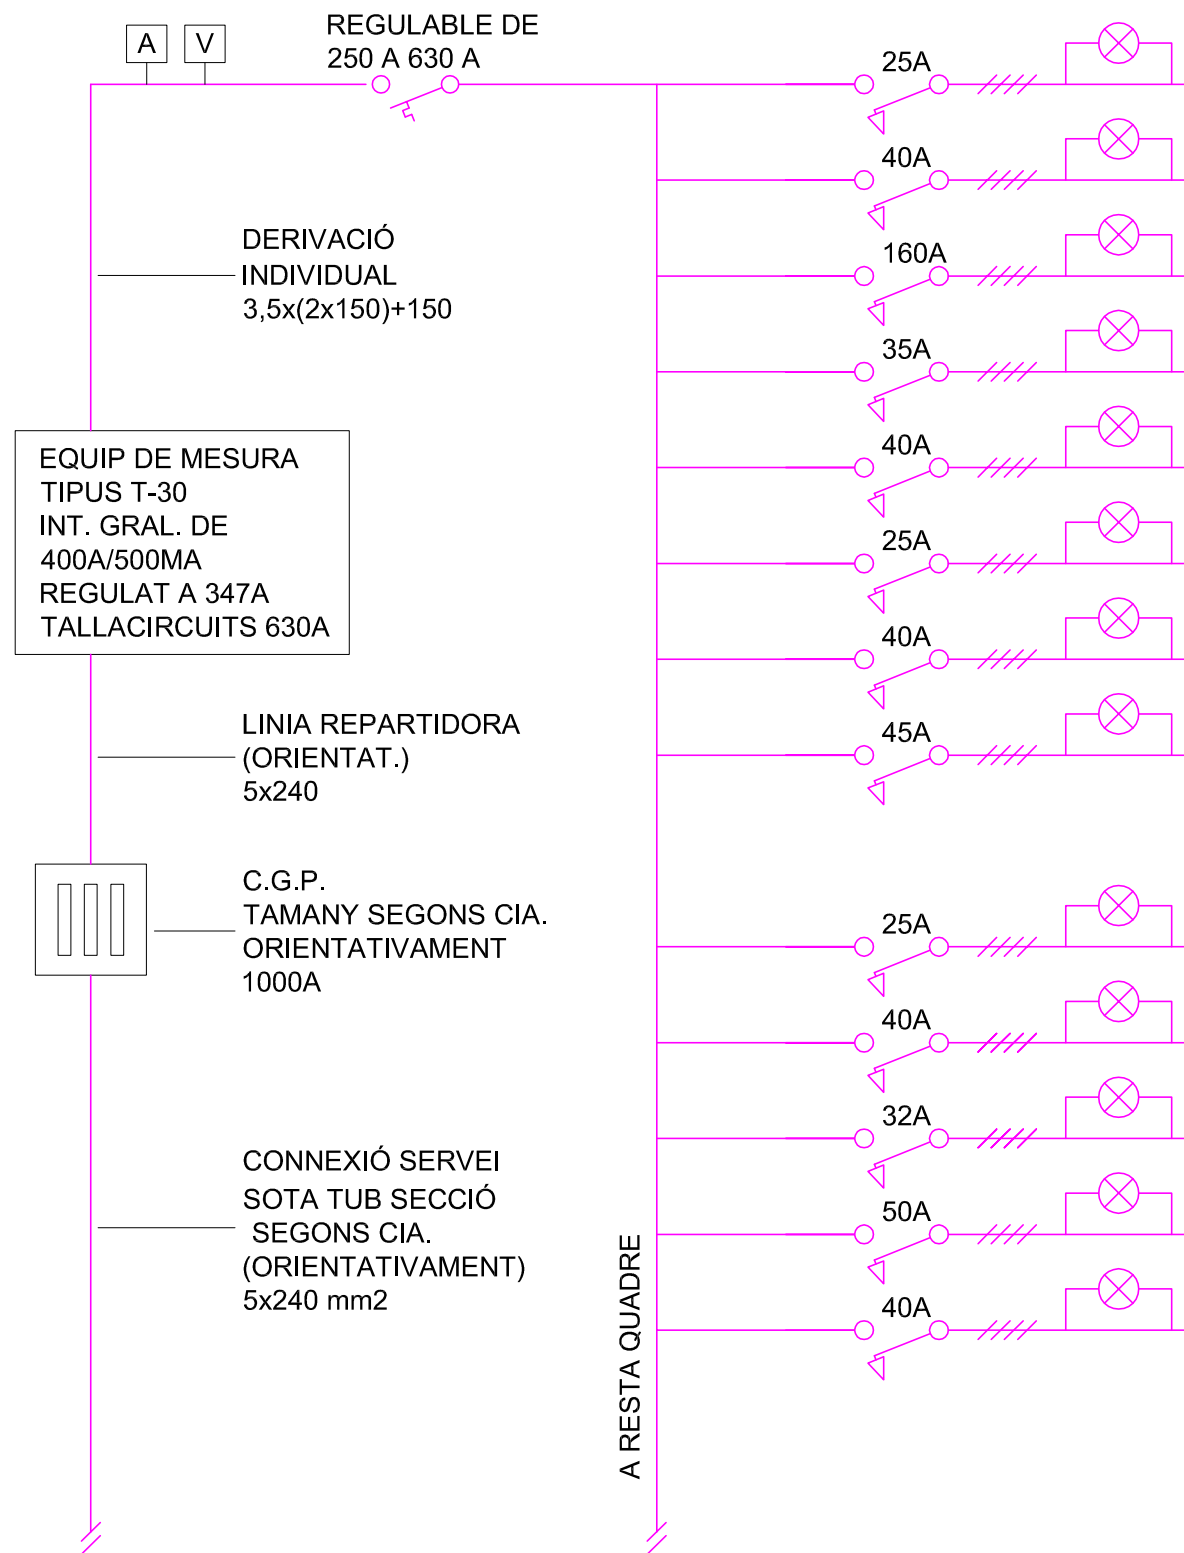 A
V
REGULABLE DE
250 A 630 A
DERIVACIÓ
INDIVIDUAL
3,5x(2x150)+150
EQUIP DE MESURA
TIPUS T-30
INT. GRAL. DE
400A/500MA
REGULAT A 347A
TALLACIRCUITS 630A
LINIA REPARTIDORA
(ORIENTAT.)
5x240
C.G.P.
TAMANY SEGONS CIA.
ORIENTATIVAMENT
1000A
CONNEXIÓ SERVEI
SOTA TUB SECCIÓ
SEGONS CIA.
(ORIENTATIVAMENT)
5x240 mm2
A RESTA QUADRE
25A
40A
160A
35A
40A
25A
40A
45A
25A
40A
32A
50A
40A